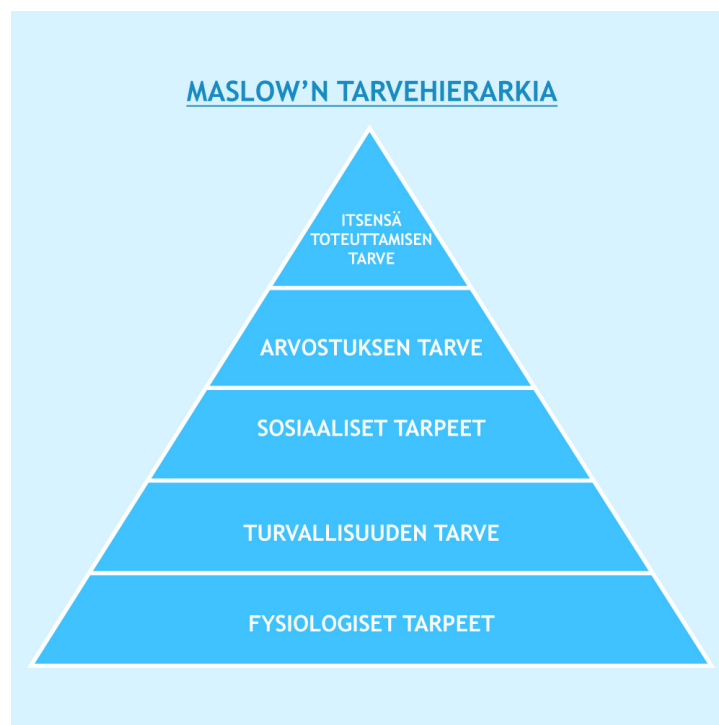 MASLOW'N TARVEHIERARKIA
ITSENSÄ
TOTEUTTAMISEN
TARVE
ARVOSTUKSEN TARVE
SOSIAALISET TARPEET
TURVALLISUUDEN TARVE
FYSIOLOGISET TARPEET